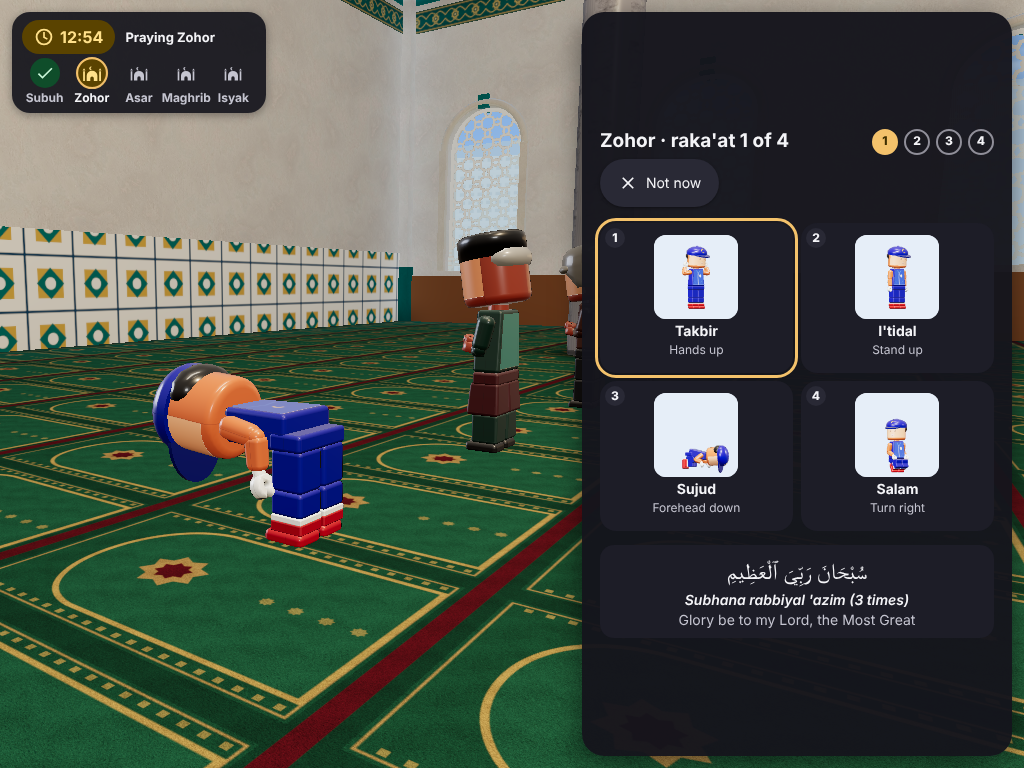 12:54 Praying Zohor
Subuh Zohor Asar Maghrib Isyak
Zohor · raka'at 1 of 4
1 2 3 4
Not now
1
Takbir
Hands up
2
I'tidal
Stand up
3
Sujud
Forehead down
4
Salam
Turn right
سُبْحَانَ رَبِّيَ ٱلْعَظِيمِ
Subhana rabbiyal 'azim (3 times)
Glory be to my Lord, the Most Great